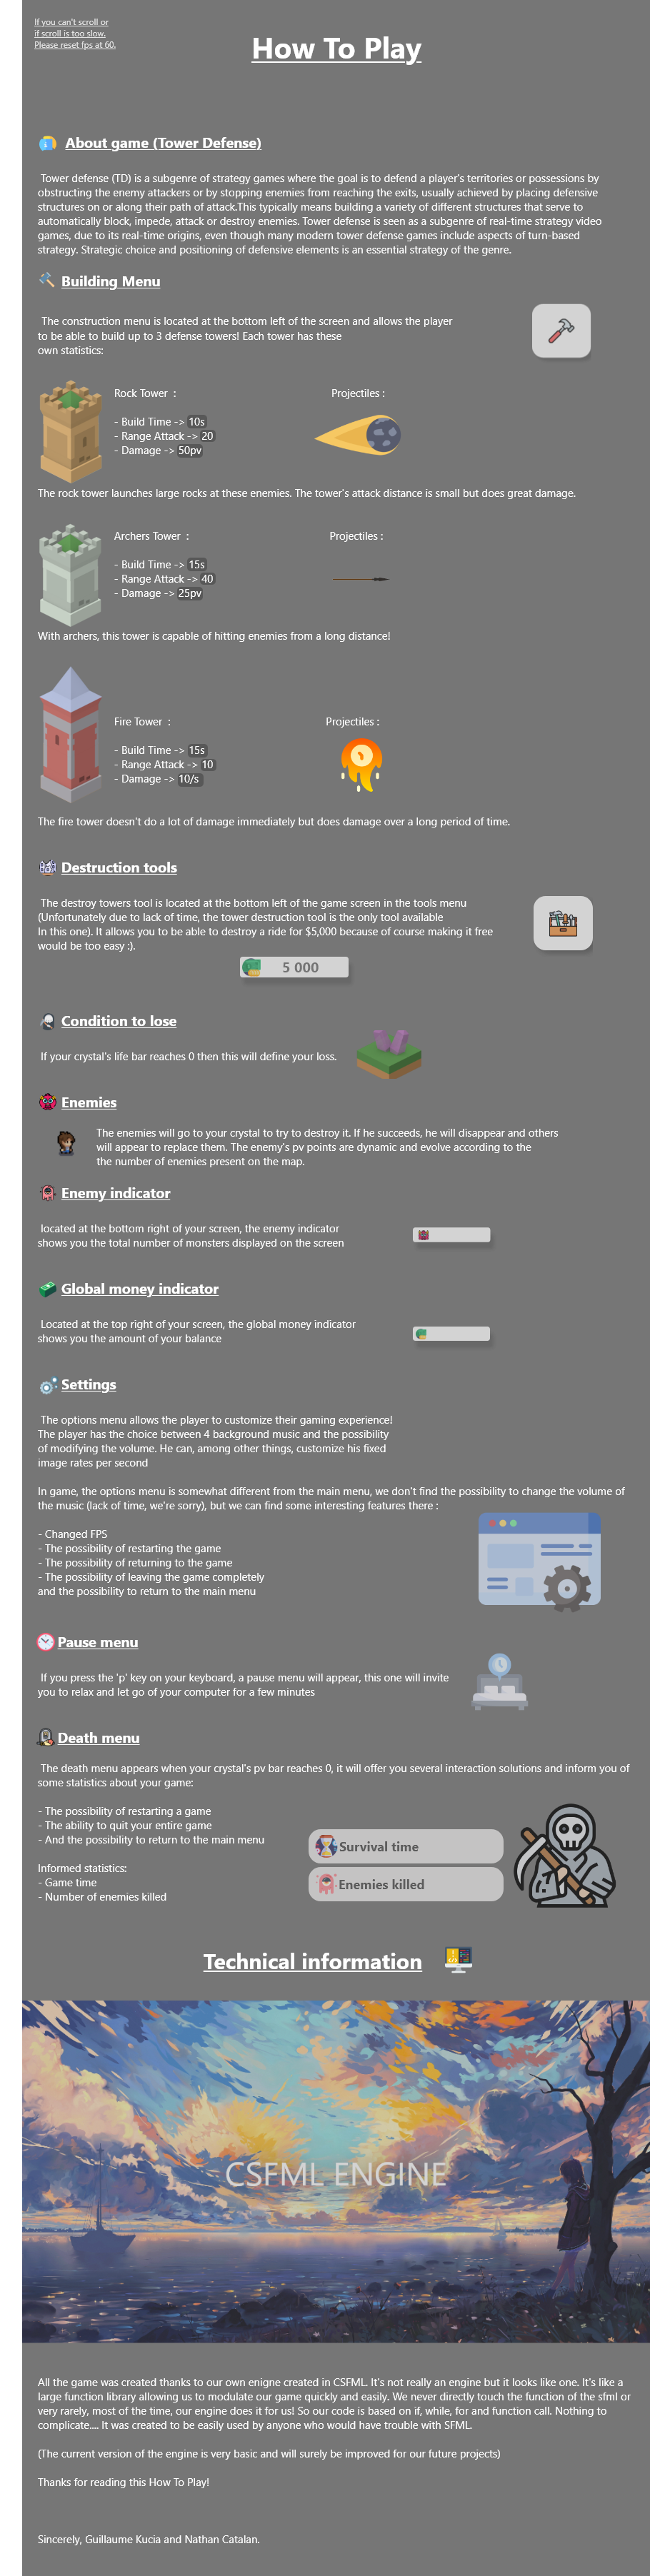 If you can't scroll or
if scroll is too slow.
Please reset fps at 60.
How To Play
About game (Tower Defense)
Tower defense (TD) is a subgenre of strategy games where the goal is to defend a player's territories or possessions by
obstructing the enemy attackers or by stopping enemies from reaching the exits, usually achieved by placing defensive
structures on or along their path of attack.This typically means building a variety of different structures that serve to
automatically block, impede, attack or destroy enemies. Tower defense is seen as a subgenre of real-time strategy video
games, due to its real-time origins, even though many modern tower defense games include aspects of turn-based
strategy. Strategic choice and positioning of defensive elements is an essential strategy of the genre.
Building Menu
The construction menu is located at the bottom left of the screen and allows the player
to be able to build up to 3 defense towers! Each tower has these
own statistics:
Rock Tower :
Projectiles :
- Build Time -> 10s
- Range Attack -> 20
- Damage -> 50pv
The rock tower launches large rocks at these enemies. The tower's attack distance is small but does great damage.
Archers Tower :
Projectiles :
- Build Time -> 15s
- Range Attack -> 40
- Damage -> 25pv
With archers, this tower is capable of hitting enemies from a long distance!
Fire Tower :
Projectiles :
- Build Time -> 15s
- Range Attack -> 10
- Damage -> 10/s
The fire tower doesn't do a lot of damage immediately but does damage over a long period of time.
Destruction tools
The destroy towers tool is located at the bottom left of the game screen in the tools menu
(Unfortunately due to lack of time, the tower destruction tool is the only tool available
In this one). It allows you to be able to destroy a ride for $5,000 because of course making it free
would be too easy :).
5 000
Condition to lose
If your crystal's life bar reaches 0 then this will define your loss.
Enemies
The enemies will go to your crystal to try to destroy it. If he succeeds, he will disappear and others
will appear to replace them. The enemy's pv points are dynamic and evolve according to the
the number of enemies present on the map.
Enemy indicator
located at the bottom right of your screen, the enemy indicator
shows you the total number of monsters displayed on the screen
Global money indicator
Located at the top right of your screen, the global money indicator
shows you the amount of your balance
Settings
The options menu allows the player to customize their gaming experience!
The player has the choice between 4 background music and the possibility
of modifying the volume. He can, among other things, customize his fixed
image rates per second
In game, the options menu is somewhat different from the main menu, we don't find the possibility to change the volume of
the music (lack of time, we're sorry), but we can find some interesting features there :
- Changed FPS
- The possibility of restarting the game
- The possibility of returning to the game
- The possibility of leaving the game completely
and the possibility to return to the main menu
Pause menu
If you press the 'p' key on your keyboard, a pause menu will appear, this one will invite
you to relax and let go of your computer for a few minutes
Death menu
The death menu appears when your crystal's pv bar reaches 0, it will offer you several interaction solutions and inform you of
some statistics about your game:
- The possibility of restarting a game
- The ability to quit your entire game
- And the possibility to return to the main menu
Informed statistics:
- Game time
- Number of enemies killed
Survival time
Enemies killed
Technical information
CSFML ENGINE
All the game was created thanks to our own enigne created in CSFML. It's not really an engine but it looks like one. It's like a
large function library allowing us to modulate our game quickly and easily. We never directly touch the function of the sfml or
very rarely, most of the time, our engine does it for us! So our code is based on if, while, for and function call. Nothing to
complicate.... It was created to be easily used by anyone who would have trouble with SFML.
(The current version of the engine is very basic and will surely be improved for our future projects)
Thanks for reading this How To Play!
Sincerely, Guillaume Kucia and Nathan Catalan.